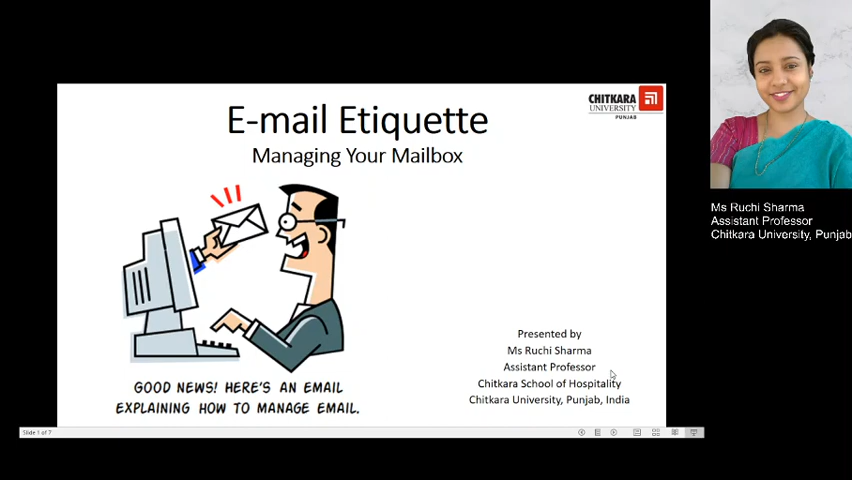 E-mail Etiquette
Managing Your Mailbox
CHITKARA
UNIVERSITY
PUNJAB
GOOD NEWS! HERE'S AN EMAIL
EXPLAINING HOW TO MANAGE EMAIL.
Presented by
Ms Ruchi Sharma
Assistant Professor
Chitkara School of Hospitality
Chitkara University, Punjab, India
Slide 1 of 7
Ms Ruchi Sharma
Assistant Professor
Chitkara University, Punjab